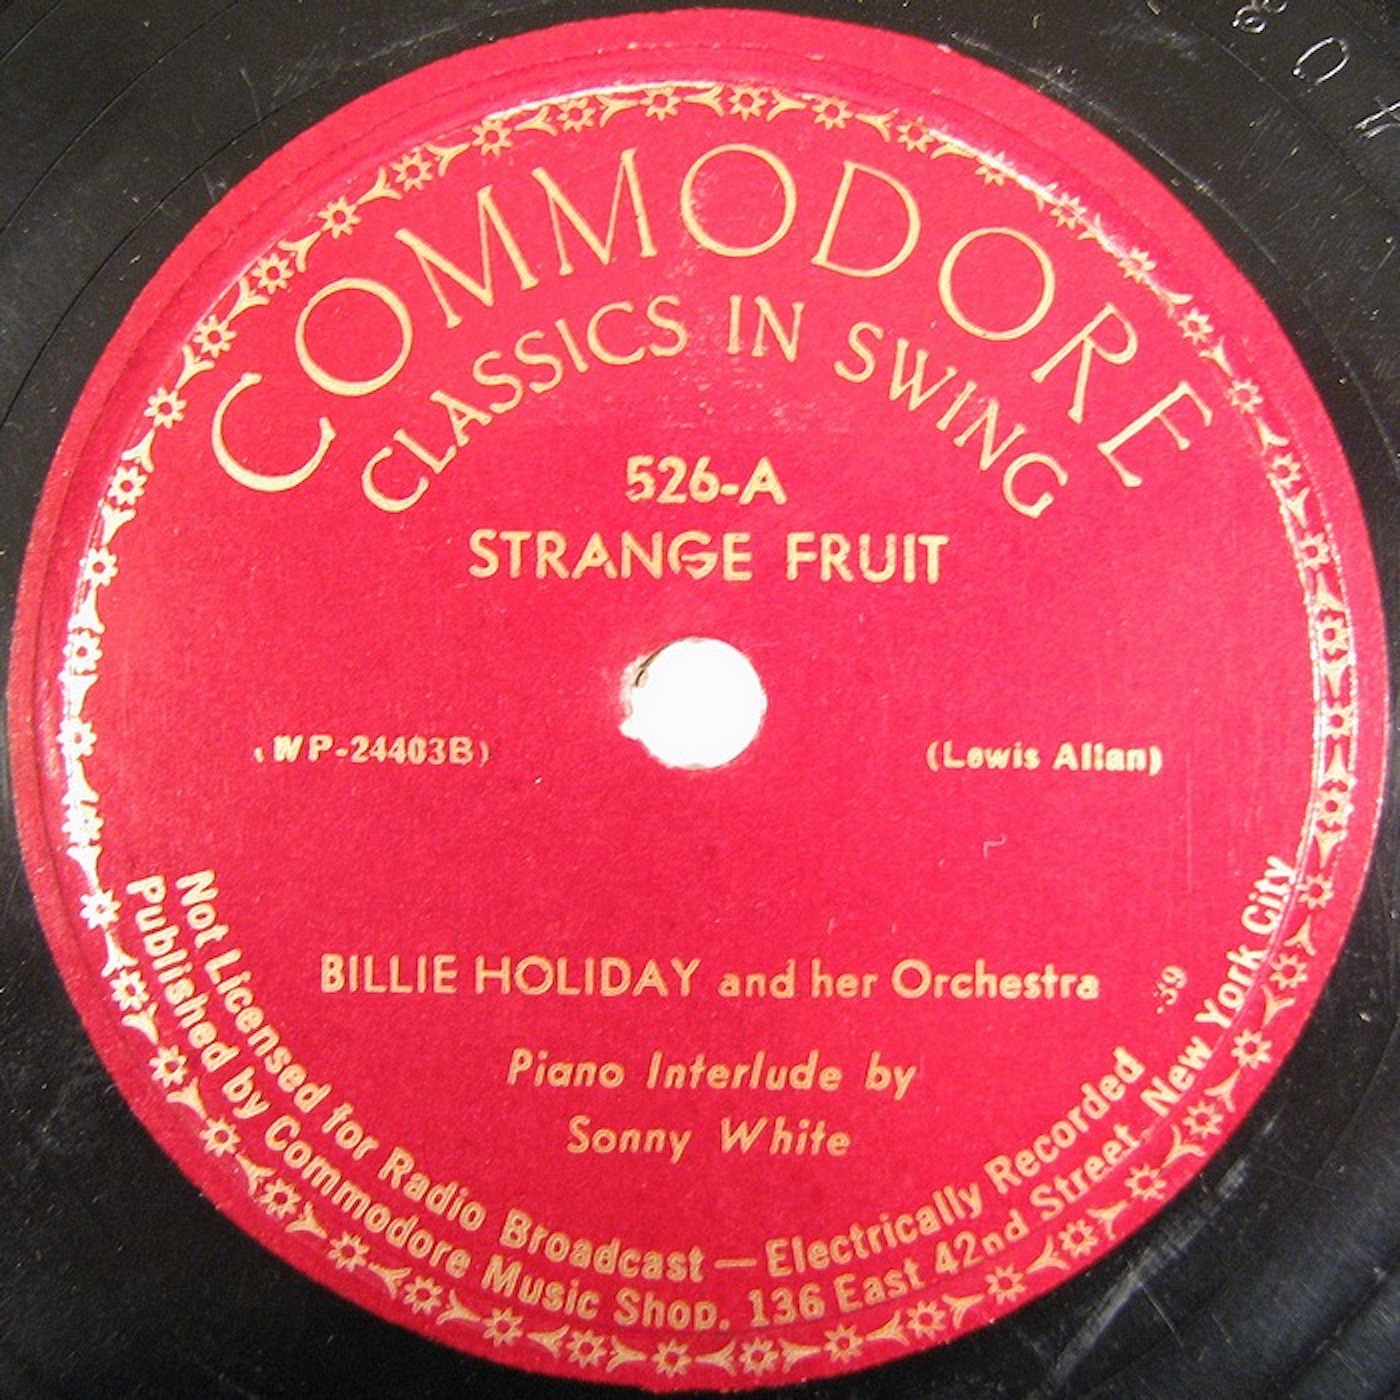 COMMODORE
CLASSICS IN SWING
526-A
STRANGE FRUIT
(WP-24403B)
(Lewis Allan)
BILLIE HOLIDAY and her Orchestra
39
Piano Interlude by
Sonny White
Not Licensed for Radio Broadcast — Electrically Recorded
Published by Commodore Music Shop. 136 East 42nd Street, New York City